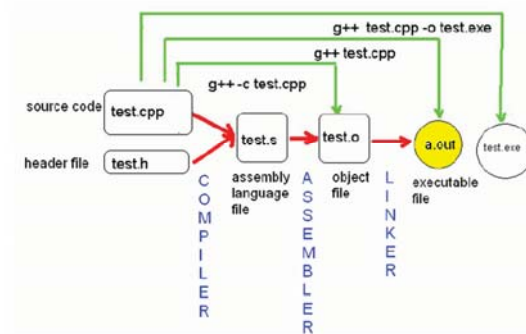 g++ test.cpp -o test.exe
g++ test.cpp
g++ -c test.cpp
source code
test.cpp
header file
test.h
test.s
test.o
a.out
test.exe
assembly
language
file
object
file
executable
file
COMPILER
ASSEMBLER
LINKER